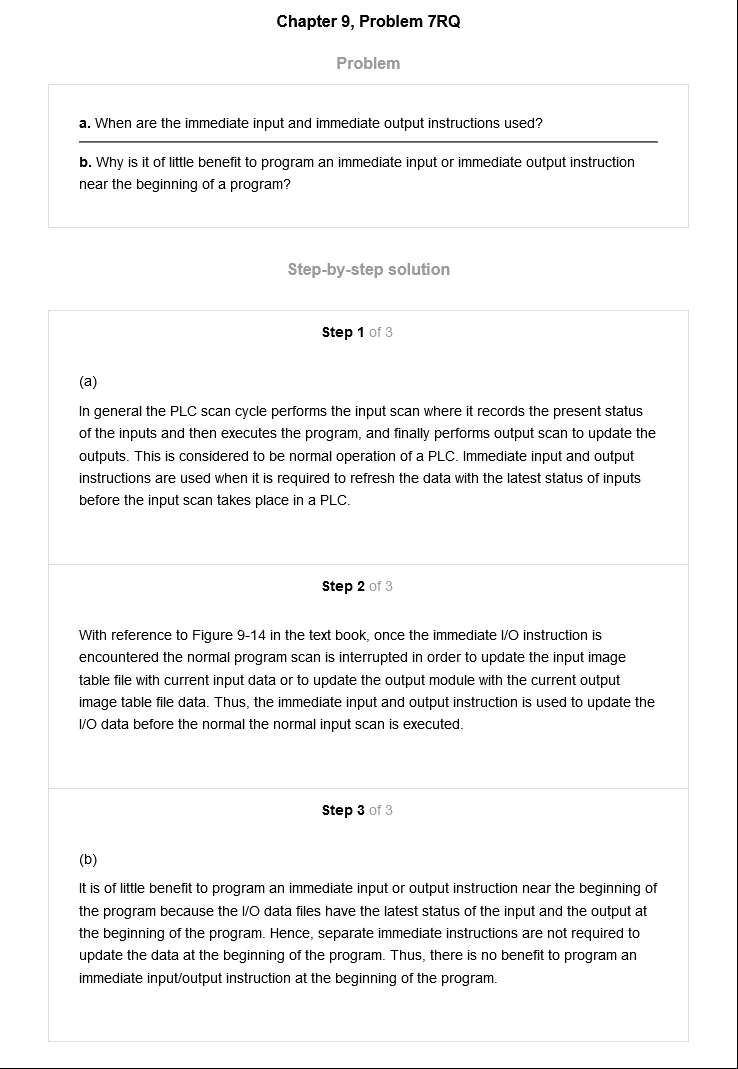 Chapter 9, Problem 7RQ
Problem
a. When are the immediate input and immediate output instructions used?
b. Why is it of little benefit to program an immediate input or immediate output instruction
near the beginning of a program?
Step-by-step solution
Step 1 of 3
(a)
In general the PLC scan cycle performs the input scan where it records the present status
of the inputs and then executes the program, and finally performs output scan to update the
outputs. This is considered to be normal operation of a PLC. Immediate input and output
instructions are used when it is required to refresh the data with the latest status of inputs
before the input scan takes place in a PLC.
Step 2 of 3
With reference to Figure 9-14 in the text book, once the immediate I/O instruction is
encountered the normal program scan is interrupted in order to update the input image
table file with current input data or to update the output module with the current output
image table file data. Thus, the immediate input and output instruction is used to update the
I/O data before the normal the normal input scan is executed.
Step 3 of 3
(b)
It is of little benefit to program an immediate input or output instruction near the beginning of
the program because the I/O data files have the latest status of the input and the output at
the beginning of the program. Hence, separate immediate instructions are not required to
update the data at the beginning of the program. Thus, there is no benefit to program an
immediate input/output instruction at the beginning of the program.